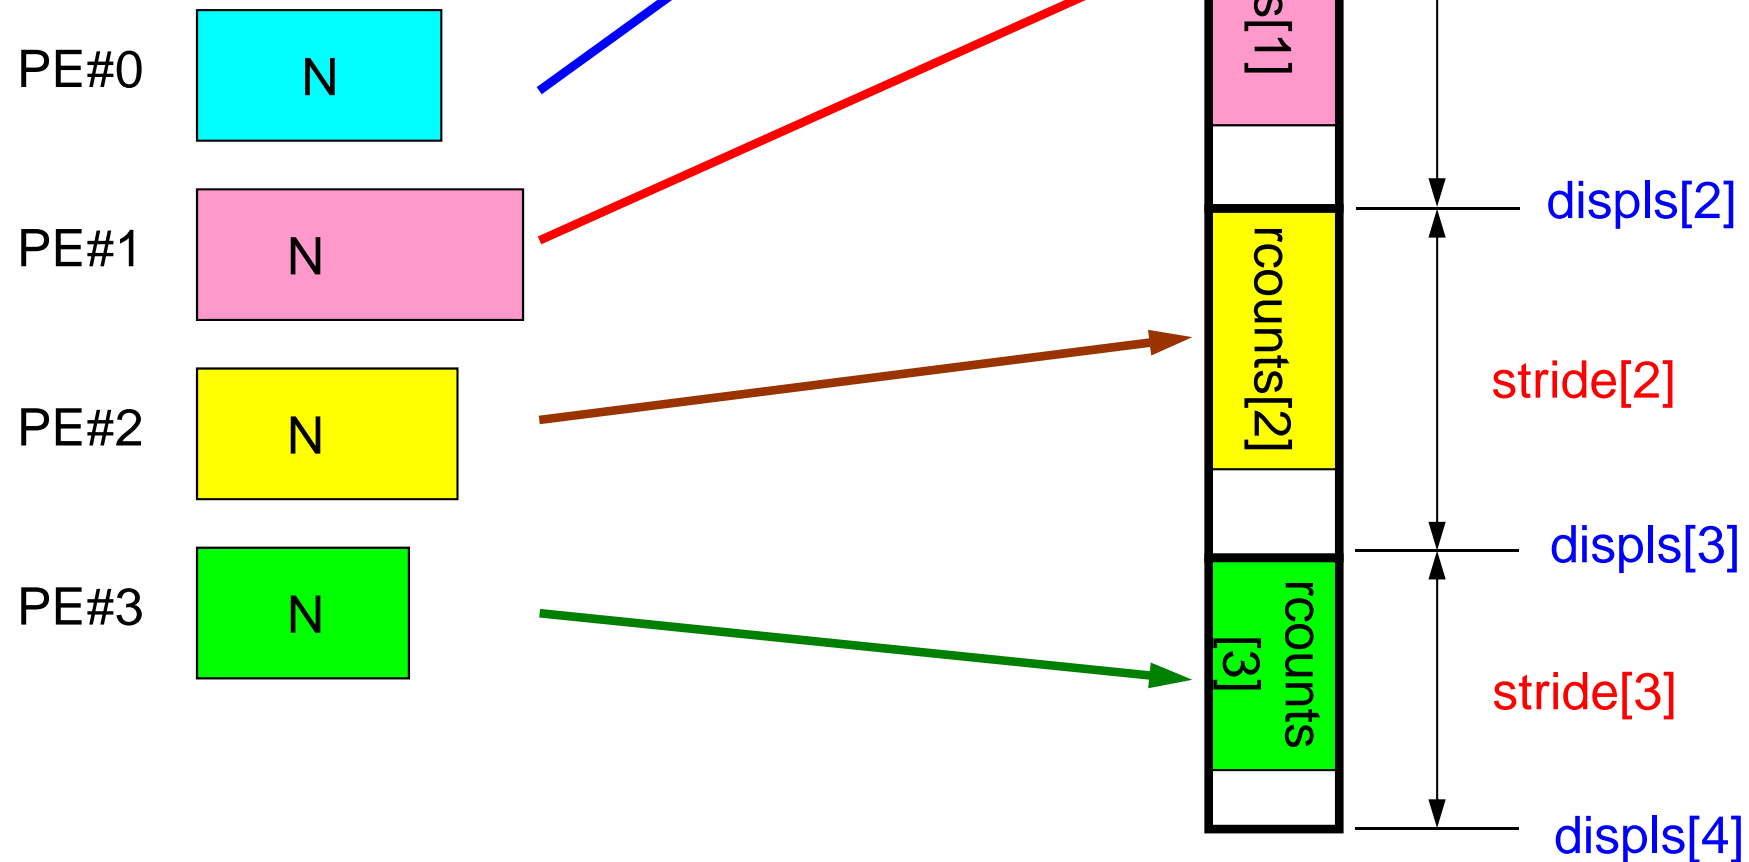 PE#0
N
PE#1
N
PE#2
N
PE#3
N
s[1]
rcounts[2]
rcounts
[3]
displs[2]
stride[2]
displs[3]
stride[3]
displs[4]